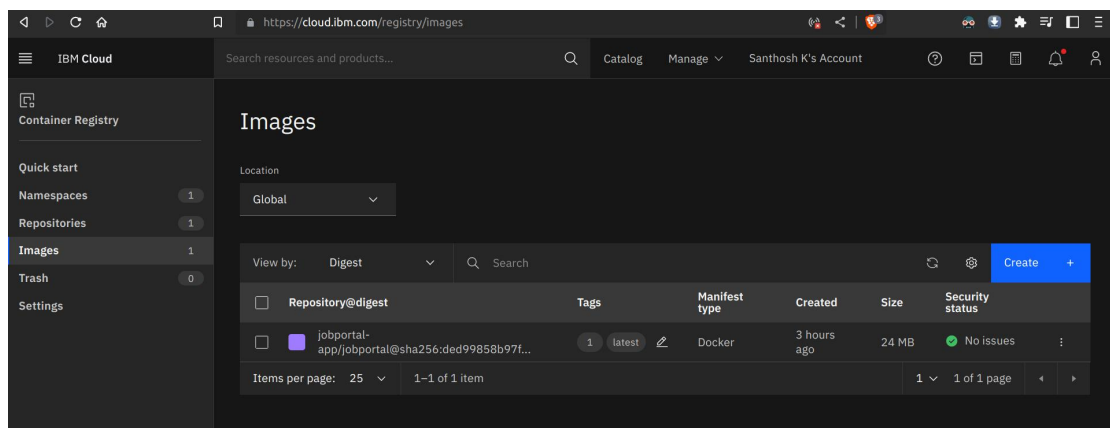 https://cloud.ibm.com/registry/images
3
IBM Cloud
Search resources and products...
Catalog
Manage
Santhosh K's Account
Container Registry
Quick start
Namespaces 1
Repositories 1
Images 1
Trash 0
Settings
Images
Location
Global
View by: Digest
Search
Create +
Repository@digest Tags Manifest type Created Size Security status
jobportal-
app/jobportal@sha256:ded99858b97f...
1 latest
Docker
3 hours
ago
24 MB
No issues
Items per page: 25
1–1 of 1 item
1
1 of 1 page